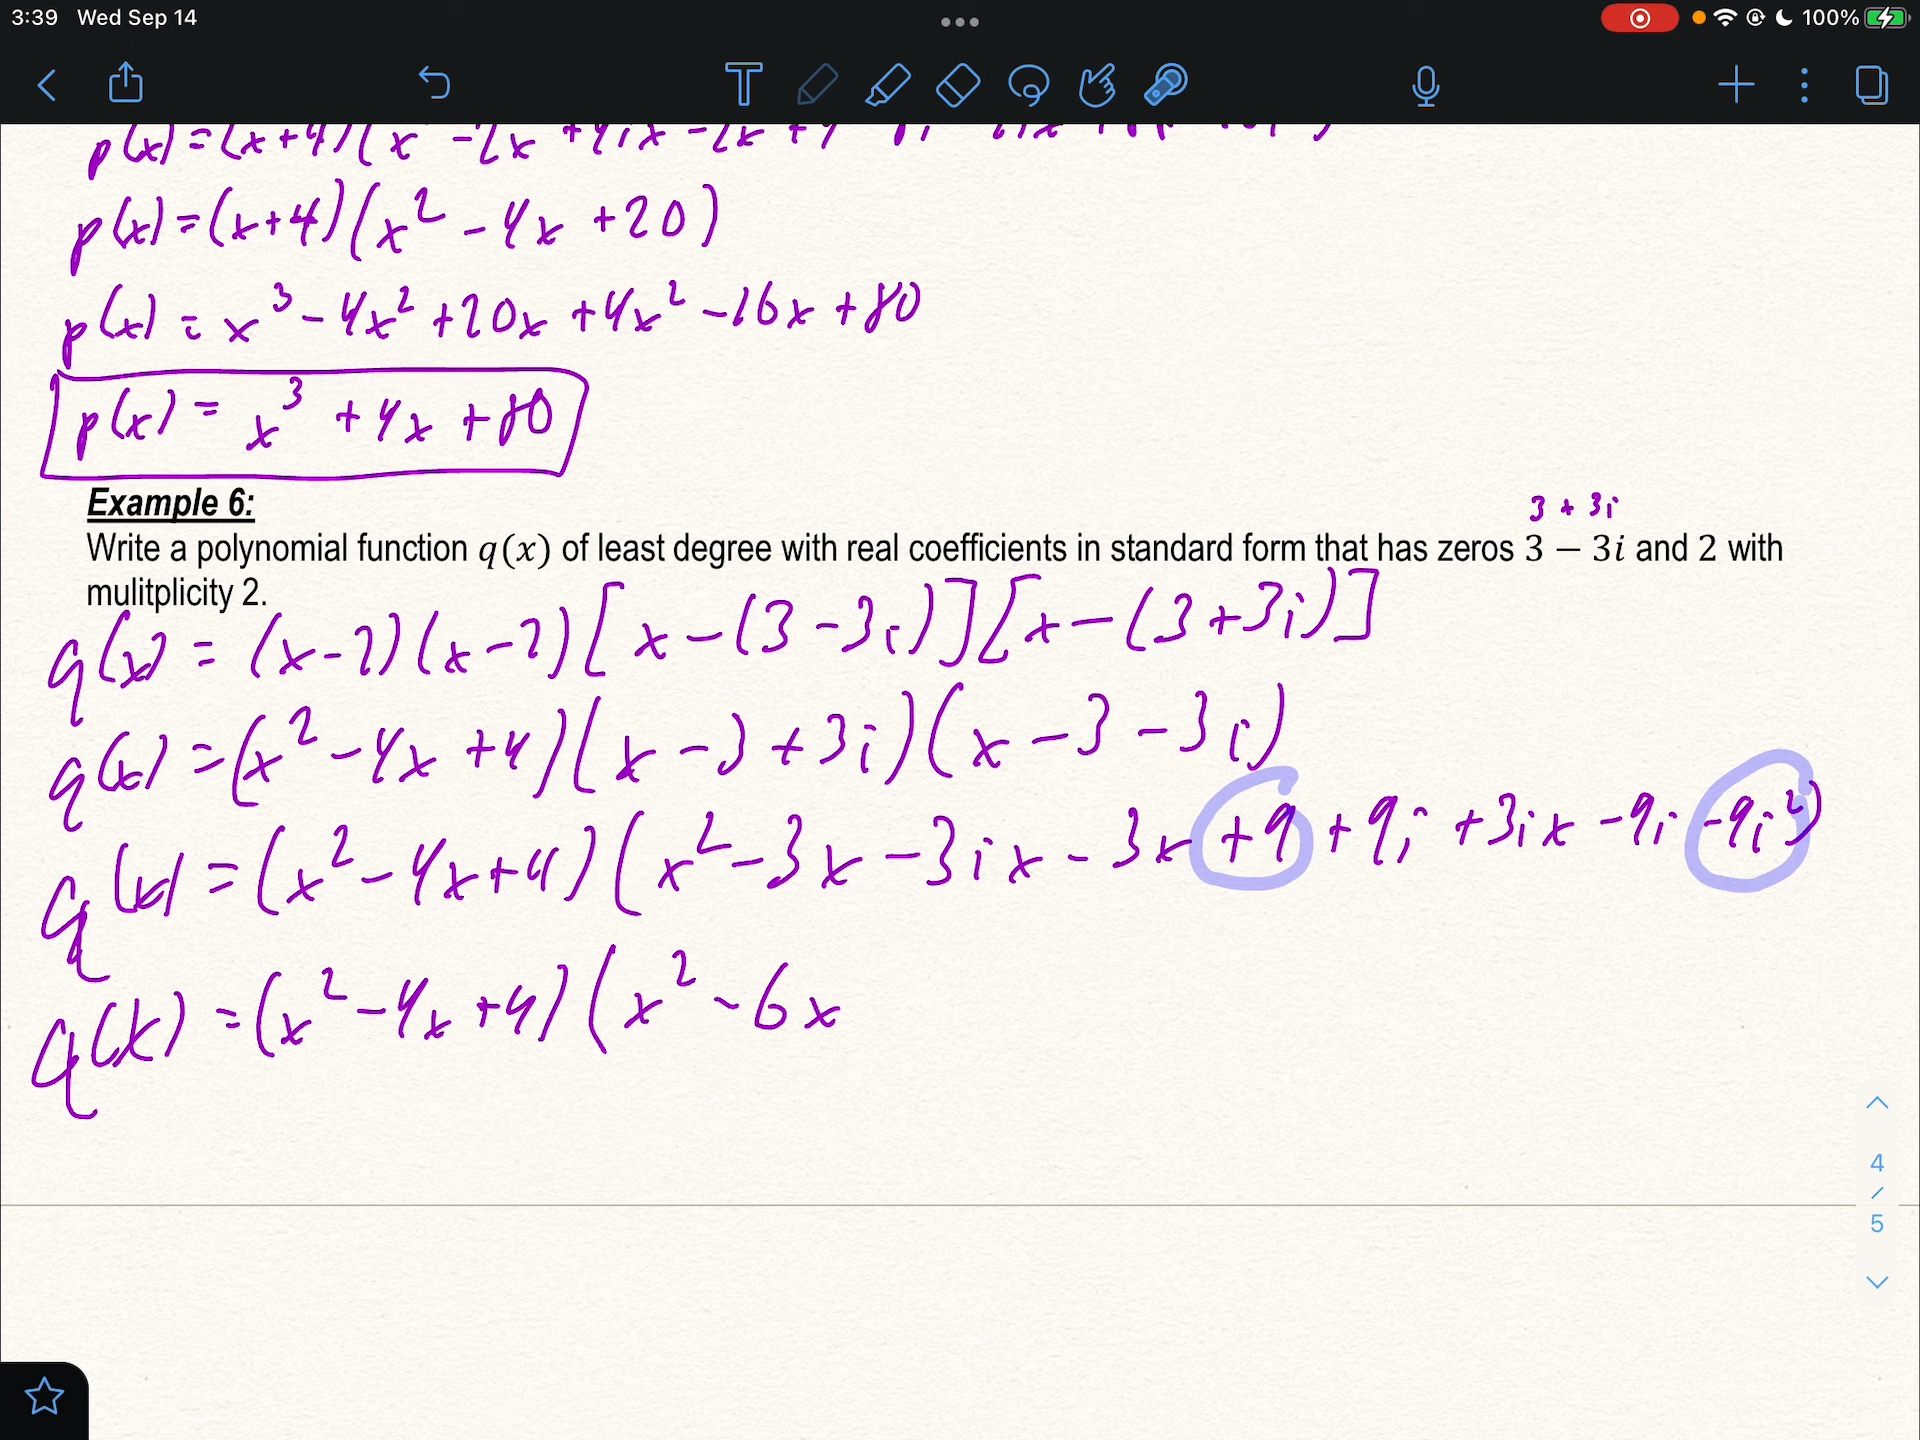 3:39 Wed Sep 14
100%
p(x)=(x+4)(x
p(x)=(x+4)(x² -4x +20)
p(x) = x³ -4x² +20x +4x² -16x +80
p(x) = x³ +4x +80
Example 6:
3 + 3i
Write a polynomial function q(x) of least degree with real coefficients in standard form that has zeros 3 − 3i and 2 with
mulitplicity 2.
q(x) = (x-2)(x-2)[x-(3-3i)][x-(3+3i)]
q(x) =(x² -4x +4)(x -3 +3i)(x -3 -3i)
q(x) =(x² -4x+4)(x² -3x -3ix -3x +9 +9i +3ix -9i -9i²)
q(x) =(x² -4x +4)(x² -6x
4
/
5